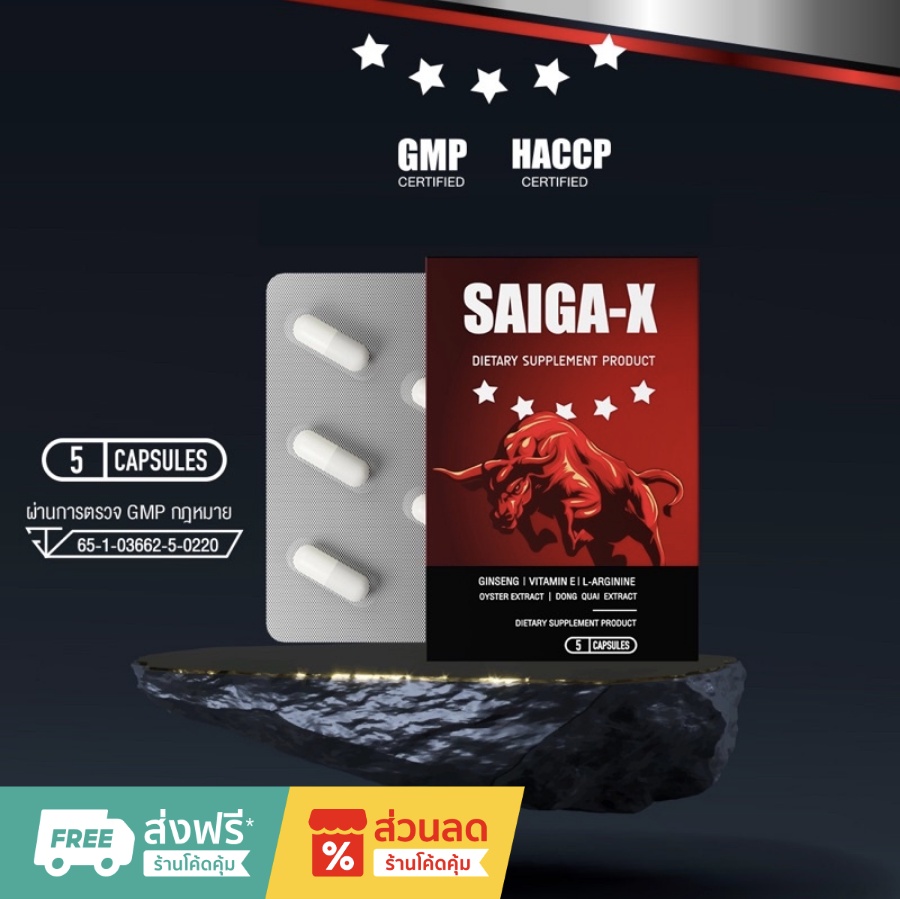 GMP
CERTIFIED
HACCP
CERTIFIED
SAIGA-X
DIETARY SUPPLEMENT PRODUCT
5 CAPSULES
ผ่านการตรวจ GMP กฎหมาย
65-1-03662-5-0220
GINSENG | VITAMIN E | L-ARGININE
OYSTER EXTRACT | DONG QUAI EXTRACT
DIETARY SUPPLEMENT PRODUCT
5 CAPSULES
FREE
ส่งฟรี*
ร้านโค้ดคุ้ม
%
ส่วนลด
ร้านโค้ดคุ้ม